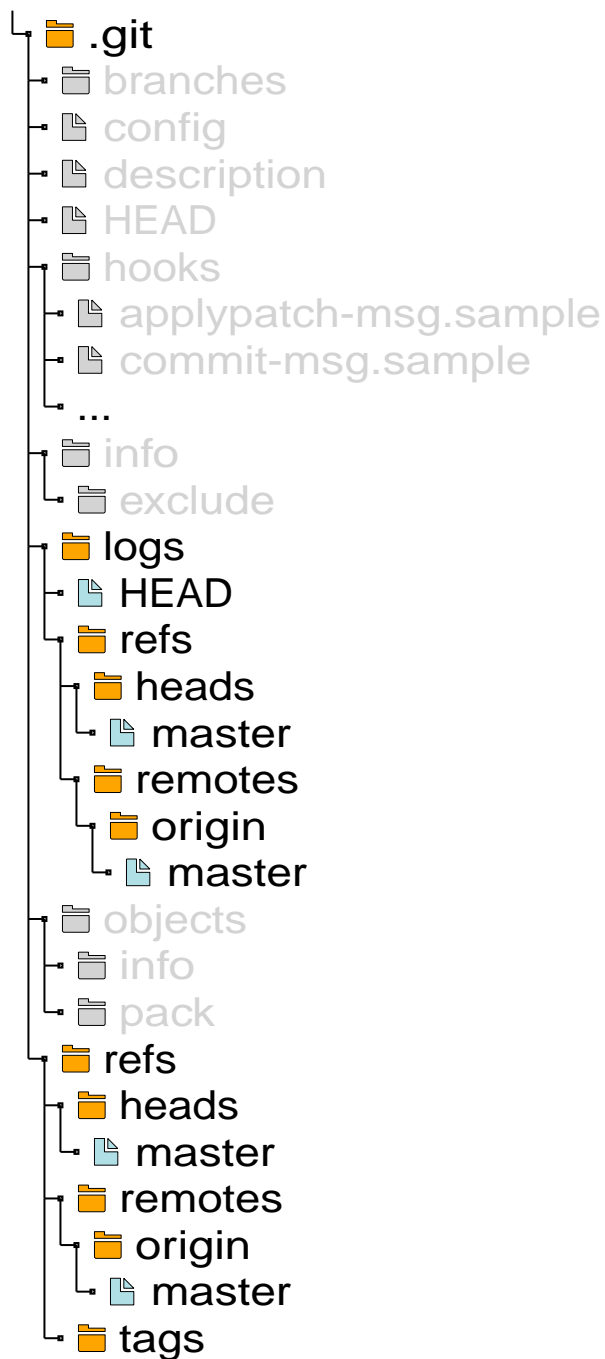 .git
branches
config
description
HEAD
hooks
applypatch-msg.sample
commit-msg.sample
...
info
exclude
logs
HEAD
refs
heads
master
remotes
origin
master
objects
info
pack
refs
heads
master
remotes
origin
master
tags